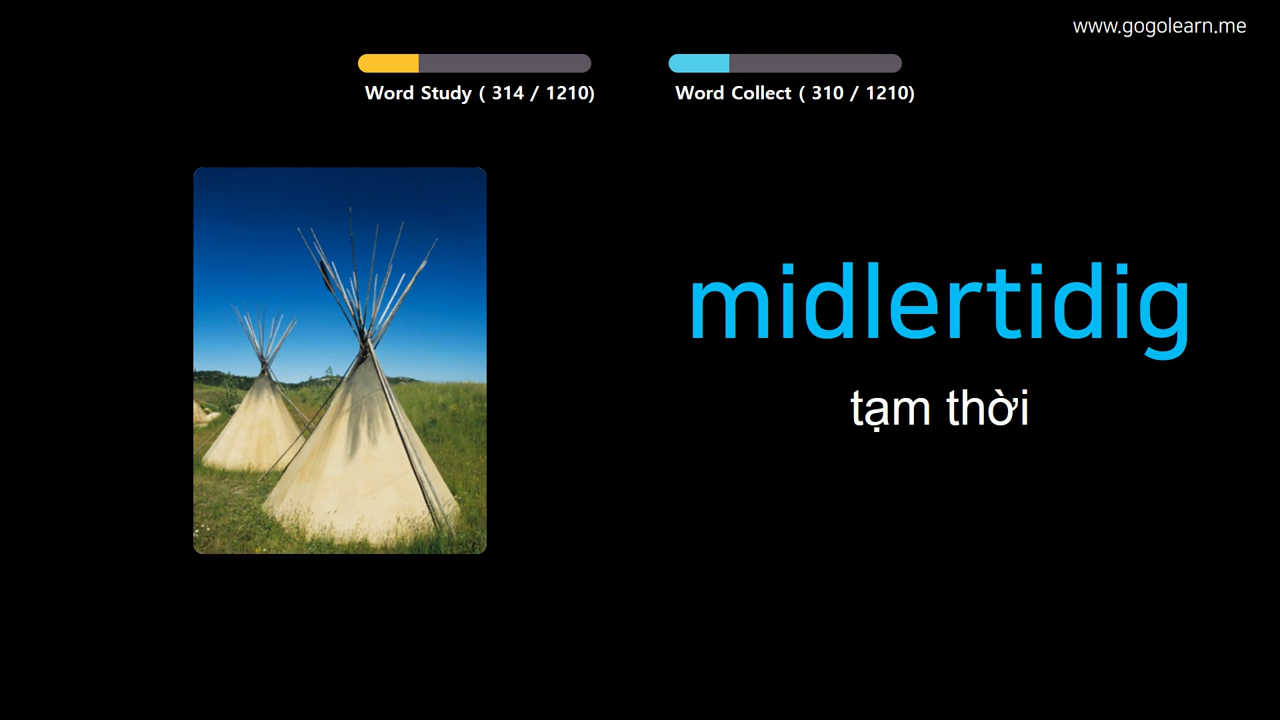 www.gogolearn.me
Word Study ( 314 / 1210)
Word Collect ( 310 / 1210)
midlertidig
tạm thời